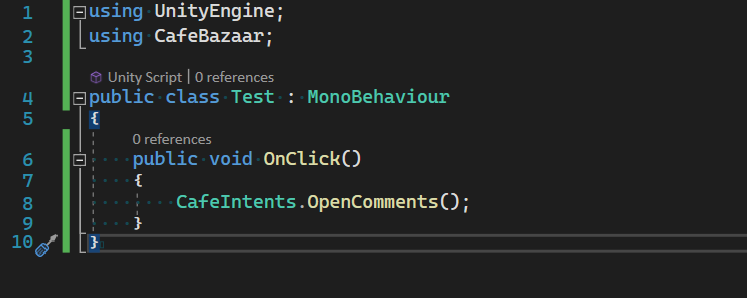 1 using UnityEngine;
2 using CafeBazaar;
3
Unity Script | 0 references
4 public class Test : MonoBehaviour
5 {
0 references
6 public void OnClick()
7 {
8 CafeIntents.OpenComments();
9 }
10 }